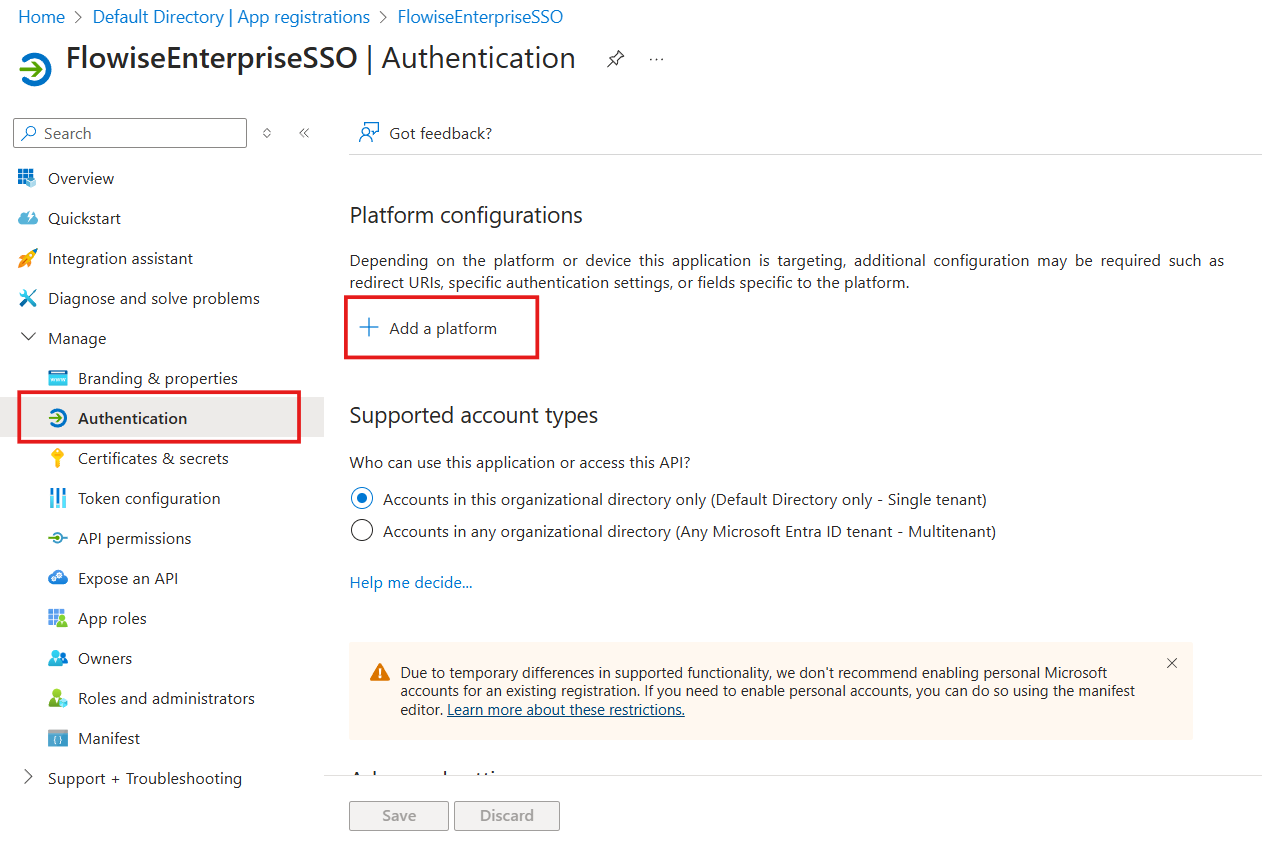 Home > Default Directory | App registrations > FlowiseEnterpriseSSO
FlowiseEnterpriseSSO | Authentication
Search
Overview
Quickstart
Integration assistant
Diagnose and solve problems
Manage
Branding & properties
Authentication
Certificates & secrets
Token configuration
API permissions
Expose an API
App roles
Owners
Roles and administrators
Manifest
Support + Troubleshooting
Got feedback?
Platform configurations
Depending on the platform or device this application is targeting, additional configuration may be required such as
redirect URIs, specific authentication settings, or fields specific to the platform.
Add a platform
Supported account types
Who can use this application or access this API?
Accounts in this organizational directory only (Default Directory only - Single tenant)
Accounts in any organizational directory (Any Microsoft Entra ID tenant - Multitenant)
Help me decide...
Due to temporary differences in supported functionality, we don't recommend enabling personal Microsoft
accounts for an existing registration. If you need to enable personal accounts, you can do so using the manifest
editor. Learn more about these restrictions.
Save
Discard